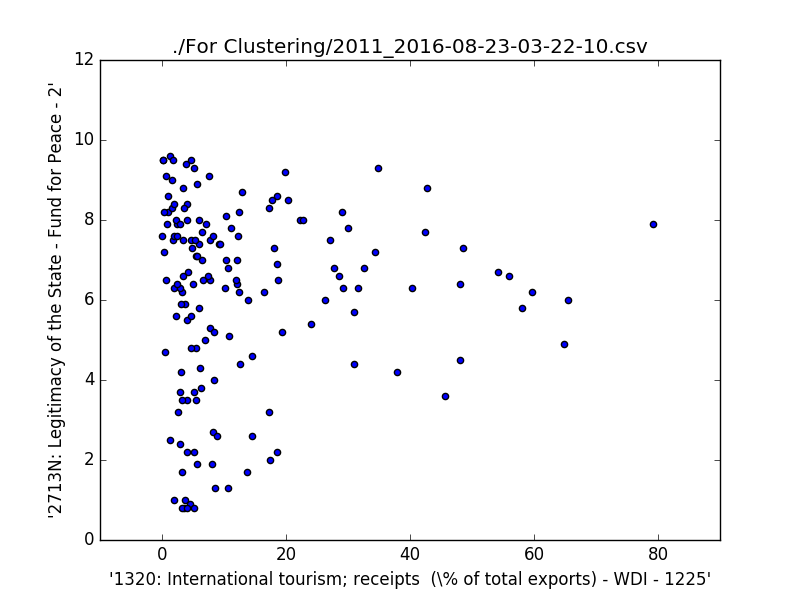 ./For Clustering/2011_2016-08-23-03-22-10.csv
12
10
8
6
4
2
0
'2713N: Legitimacy of the State - Fund for Peace - 2'
0 20 40 60 80
'1320: International tourism; receipts  (\% of total exports) - WDI - 1225'